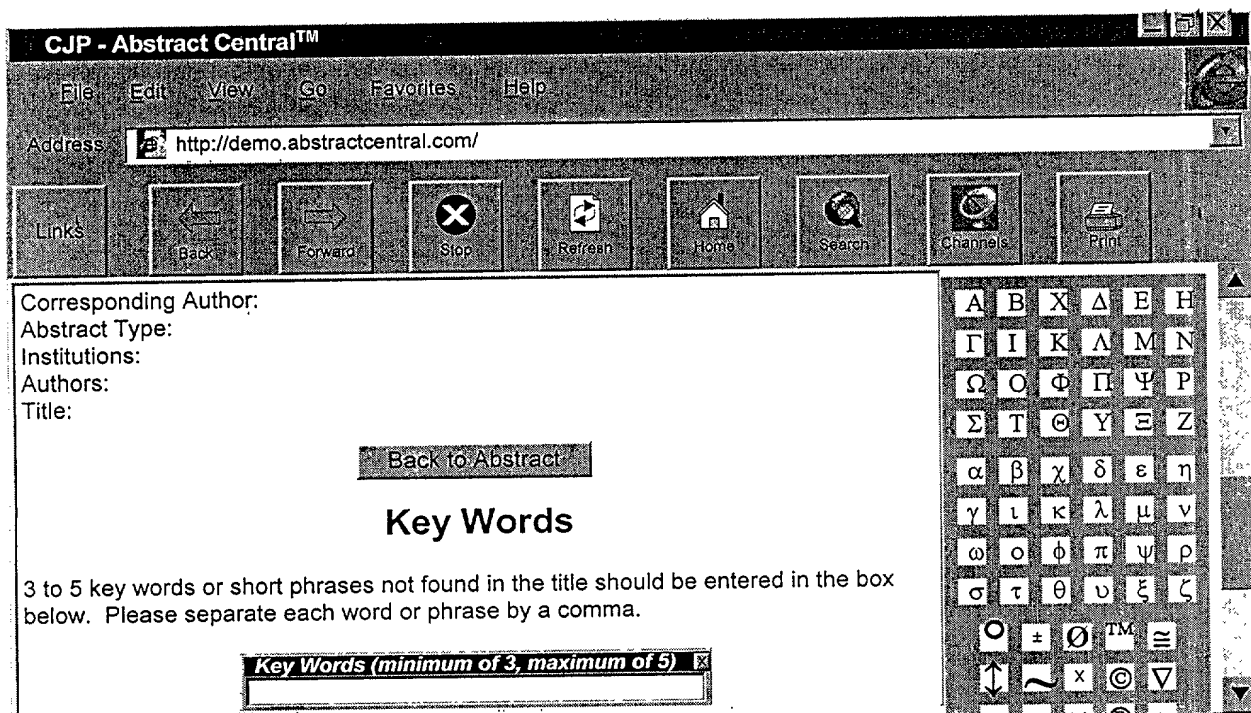 CJP - Abstract Central™
File Edit View Go Favorites Help
Address http://demo.abstractcentral.com/
Links Back Forward Stop Refresh Home Search Channels Print
Corresponding Author:
Abstract Type:
Institutions:
Authors:
Title:
Back to Abstract
Key Words
3 to 5 key words or short phrases not found in the title should be entered in the box
below. Please separate each word or phrase by a comma.
Key Words (minimum of 3, maximum of 5) x
Α Β Χ Δ Ε Η
Γ Ι Κ Λ Μ Ν
Ω Ο Φ Π Ψ Ρ
Σ Τ Θ Υ Ξ Ζ
α β χ δ ε η
γ ι κ λ μ ν
ω ο φ π ψ ρ
σ τ θ υ ξ ζ
° ± Ø ™ ≅
↕ ~ x © ∇